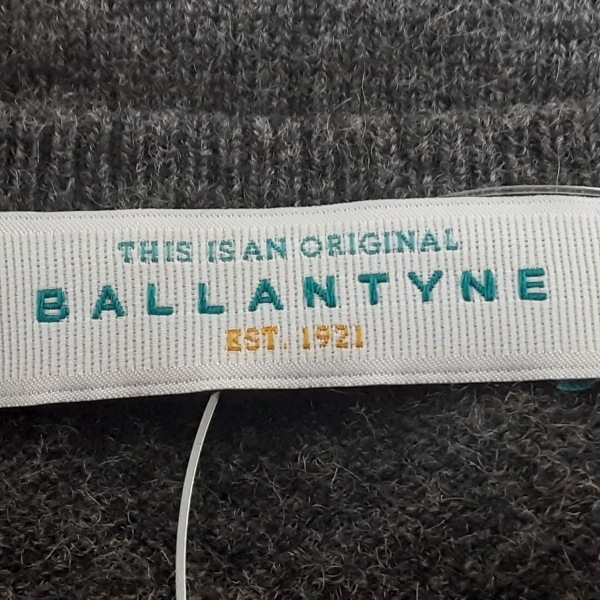 THIS IS AN ORIGINAL
BALLANTYNE
EST. 1921